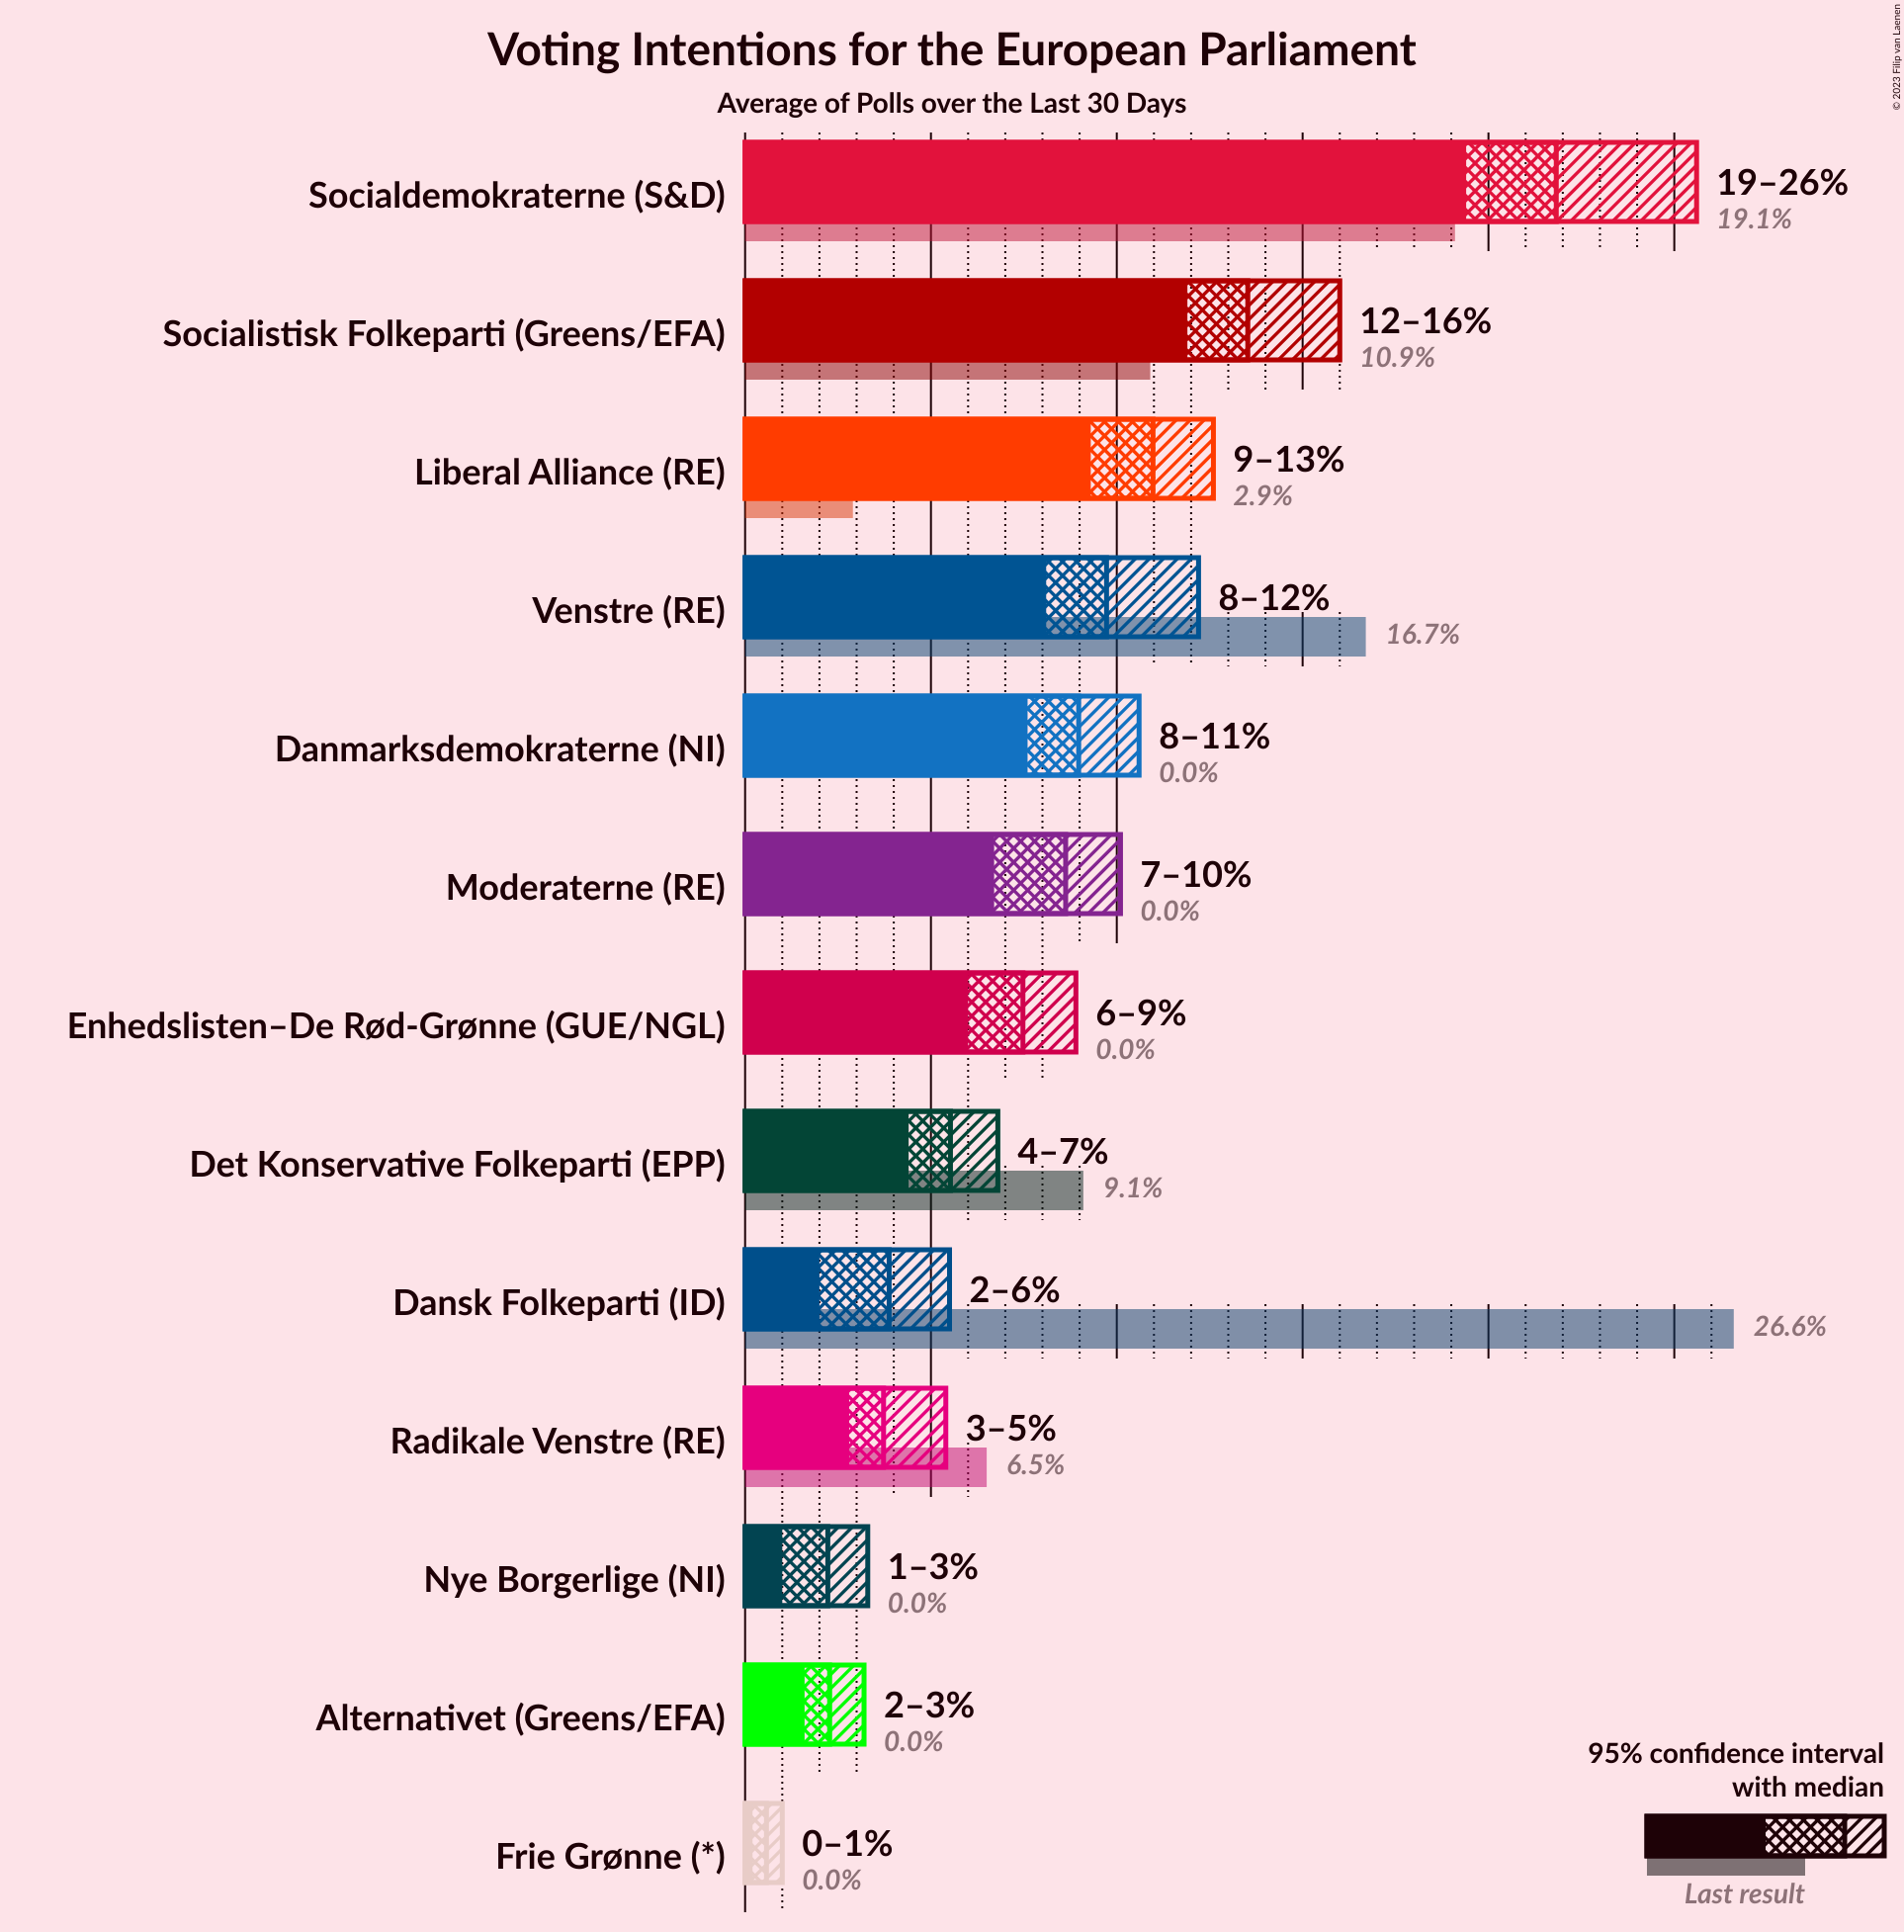 © 2023 Filip van Laenen
Voting Intentions for the European Parliament
Average of Polls over the Last 30 Days
Socialdemokraterne (S&D)
19–26%
19.1%
Socialistisk Folkeparti (Greens/EFA)
12–16%
10.9%
Liberal Alliance (RE)
9–13%
2.9%
Venstre (RE)
8–12%
16.7%
Danmarksdemokraterne (NI)
8–11%
0.0%
Moderaterne (RE)
7–10%
0.0%
Enhedslisten–De Rød-Grønne (GUE/NGL)
6–9%
0.0%
Det Konservative Folkeparti (EPP)
4–7%
9.1%
Dansk Folkeparti (ID)
2–6%
26.6%
Radikale Venstre (RE)
3–5%
6.5%
Nye Borgerlige (NI)
1–3%
0.0%
Alternativet (Greens/EFA)
2–3%
0.0%
Frie Grønne (*)
0–1%
0.0%
95% confidence interval
with median
Last result